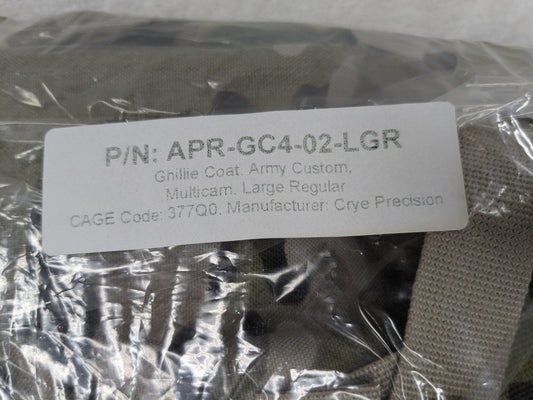 P/N: APR-GC4-02-LGR
Ghillie Coat, Army Custom,
Multicam, Large Regular
CAGE Code: 377Q0, Manufacturer: Crye Precision